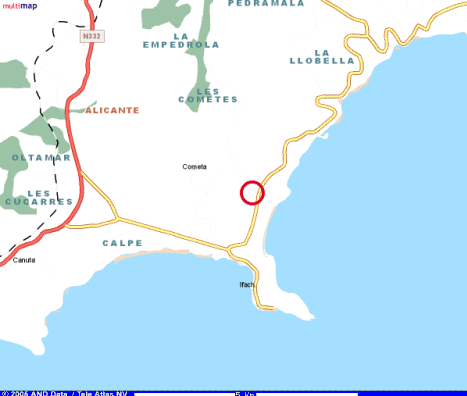 multimap
PEDRAMALA
N332
LA
EMPEDROLA
LA
LLOBELLA
LES
COMETES
ALICANTE
OLTAMAR
Cometa
LES
CUCARRES
CALPE
Canuta
Ifach
© 2005 AND Data / Tele Atlas NV
5 Km